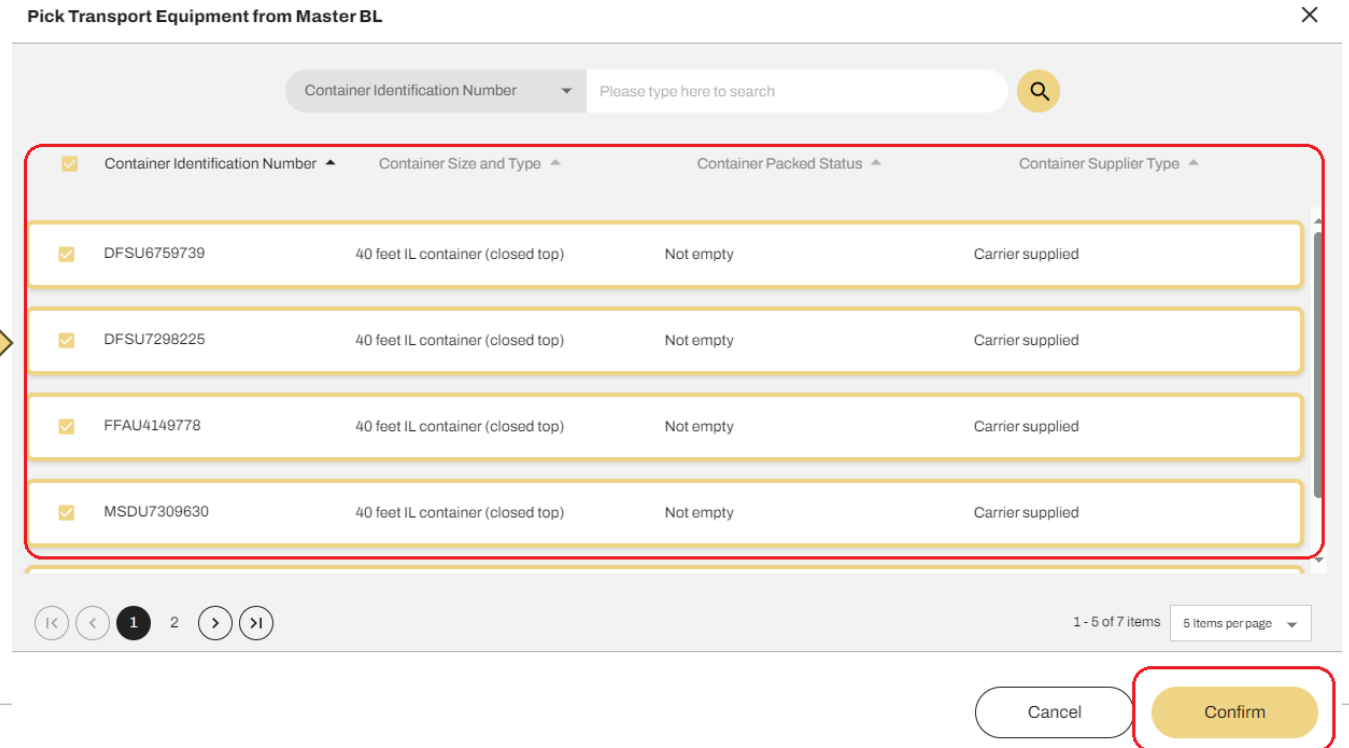 Pick Transport Equipment from Master BL
Container Identification Number Please type here to search
Container Identification Number Container Size and Type Container Packed Status Container Supplier Type
DFSU6759739 40 feet IL container (closed top) Not empty Carrier supplied
DFSU7298225 40 feet IL container (closed top) Not empty Carrier supplied
FFAU4149778 40 feet IL container (closed top) Not empty Carrier supplied
MSDU7309630 40 feet IL container (closed top) Not empty Carrier supplied
1 2 1 - 5 of 7 items 5 Items per page
Cancel Confirm